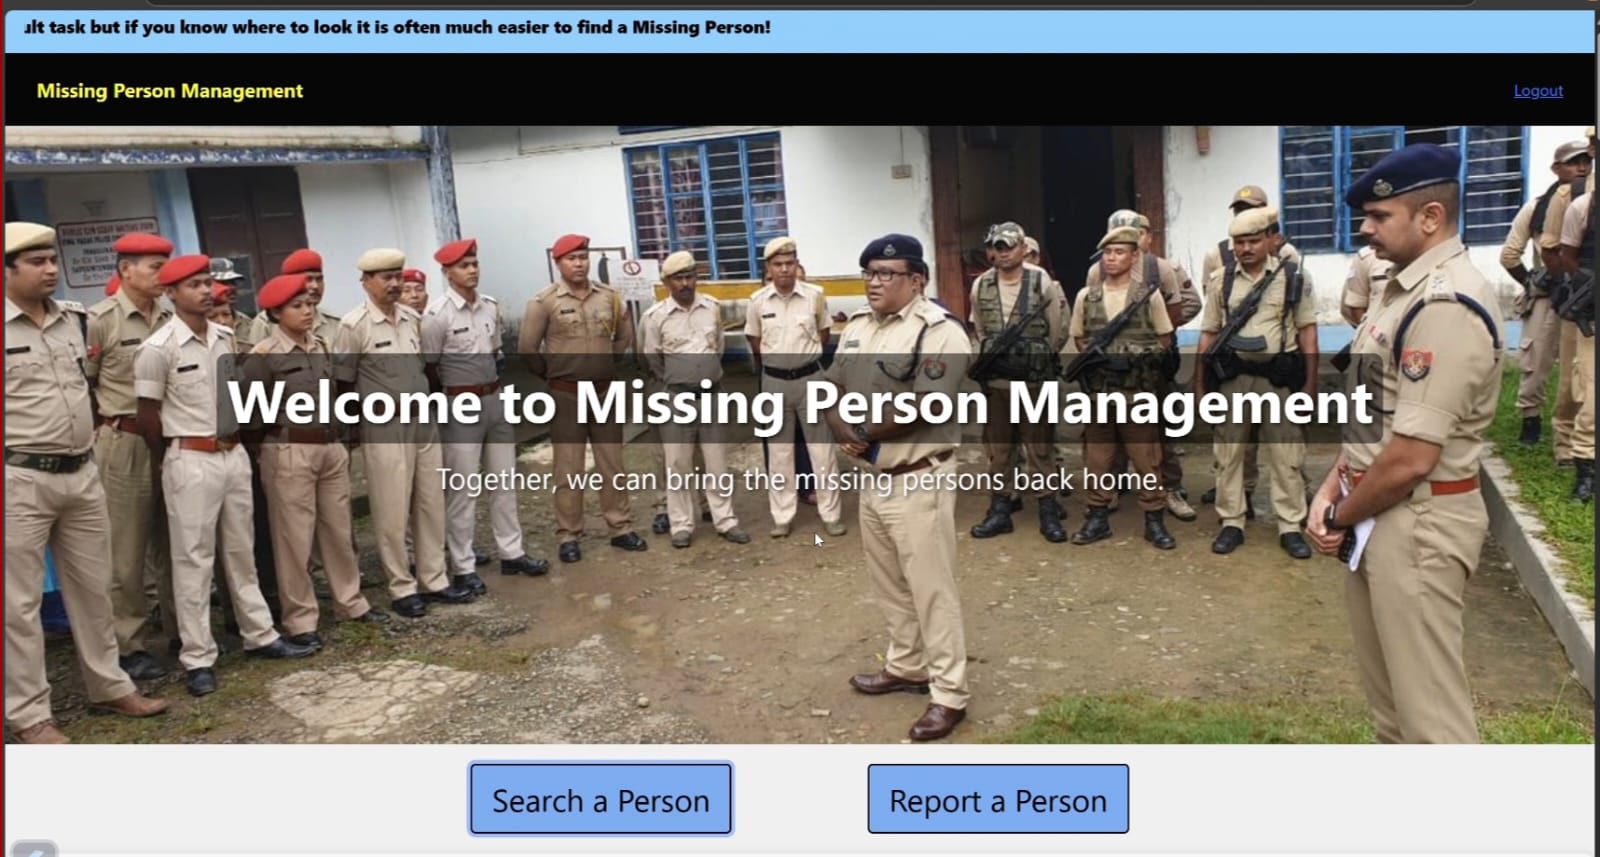 task but if you know where to look it is often much easier to find a Missing Person!
Missing Person Management
Logout
Welcome to Missing Person Management
Together, we can bring the missing persons back home.
Search a Person
Report a Person